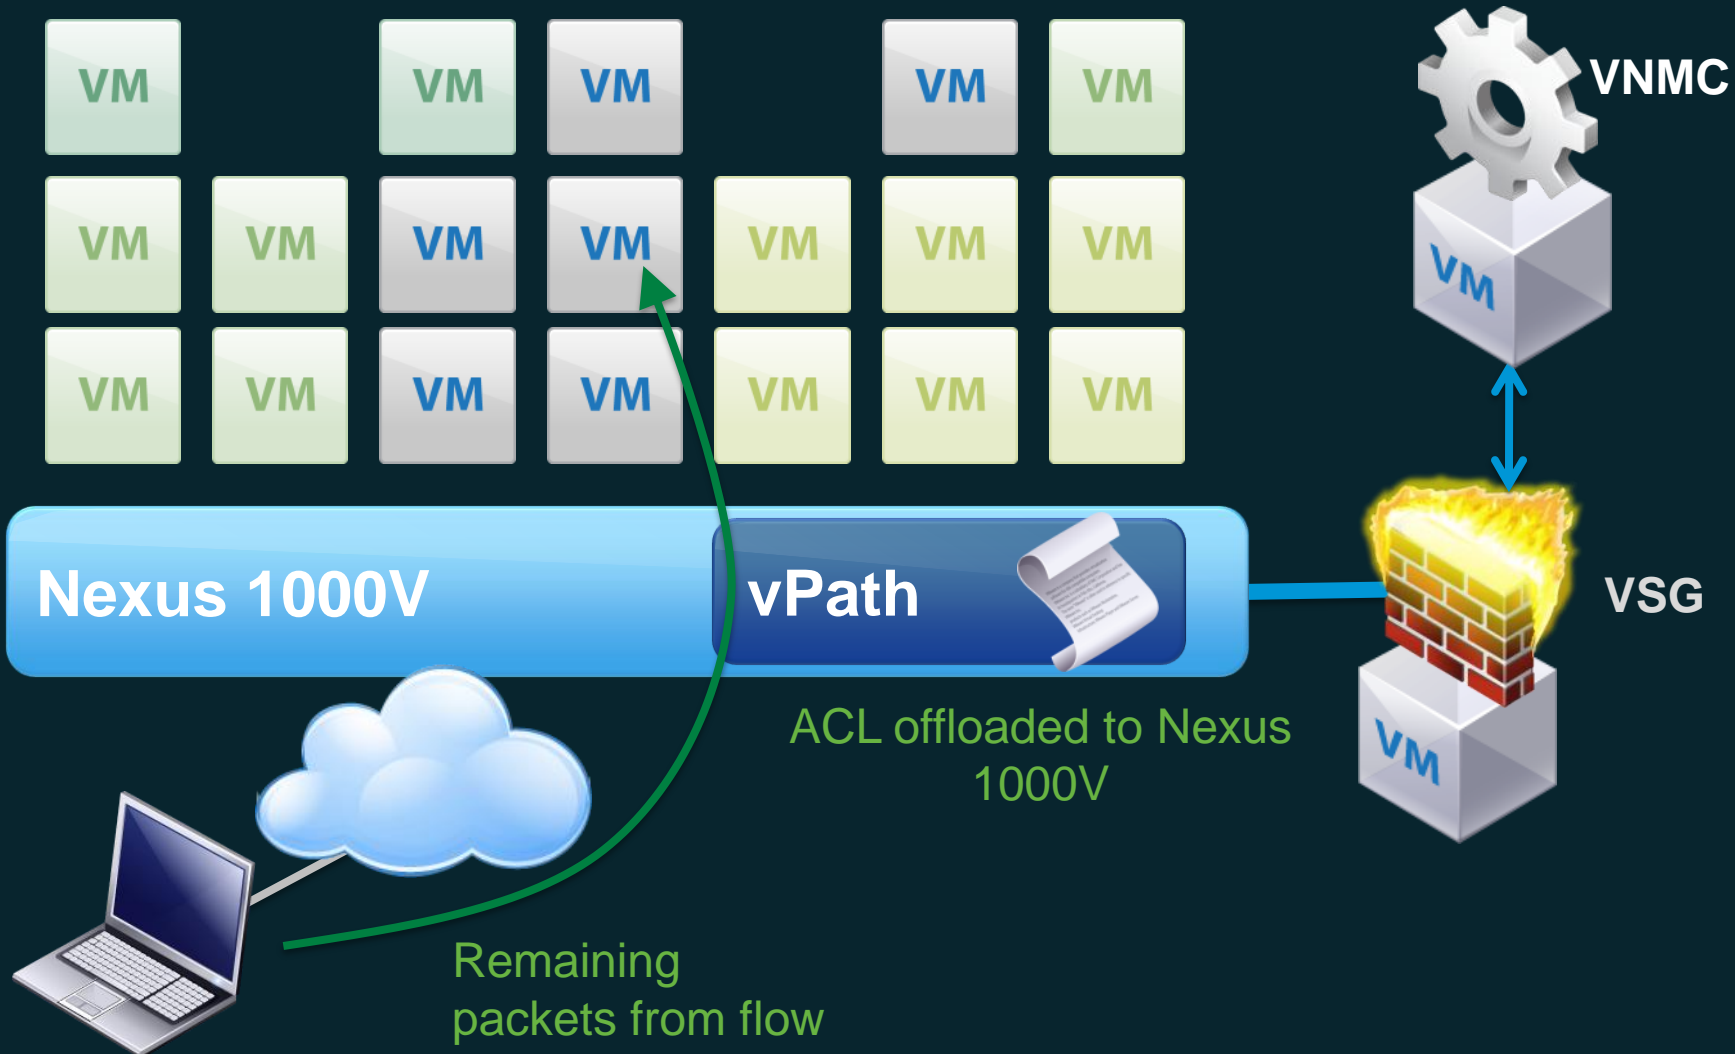 VM VM VM VM VM
VNMC
VM VM VM VM VM VM VM
VM
VM VM VM VM VM VM VM
Nexus 1000V
vPath
VSG
ACL offloaded to Nexus
1000V
VM
Remaining
packets from flow